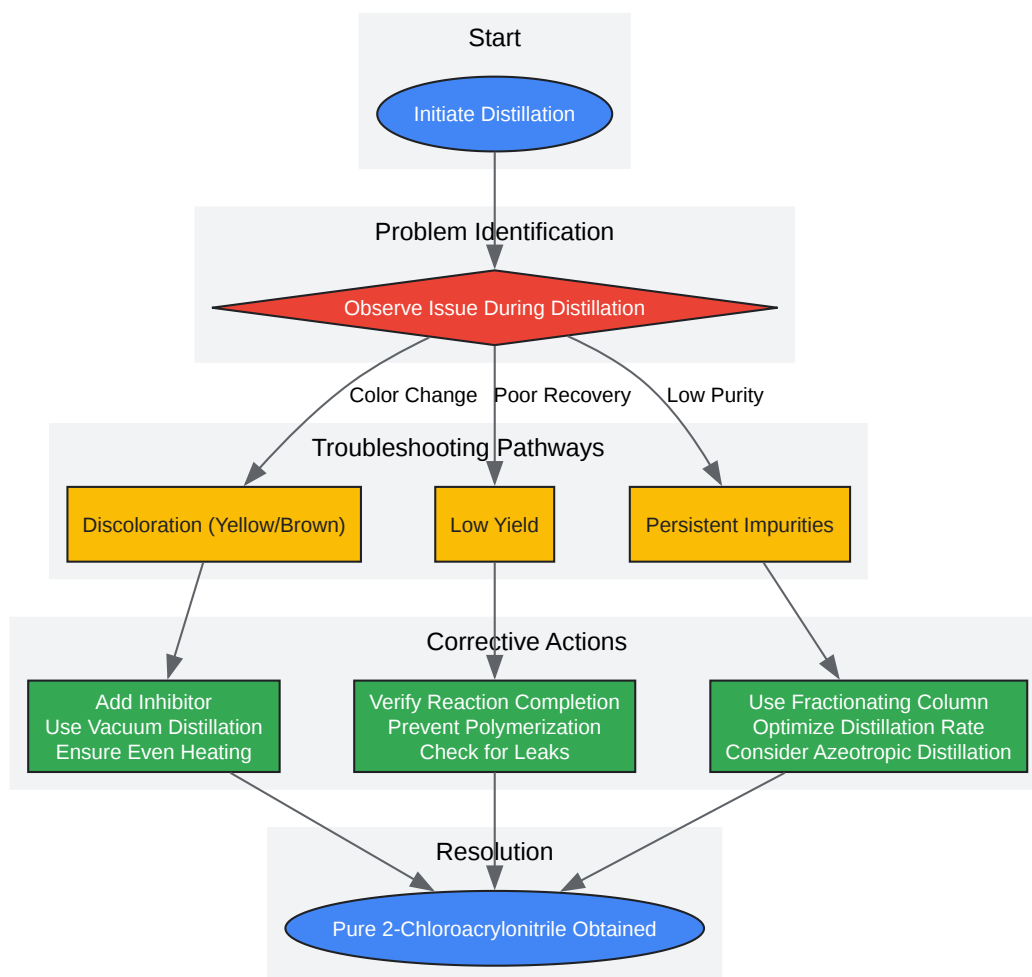 Start
Initiate Distillation
Problem Identification
Observe Issue During Distillation
Color Change
Poor Recovery
Low Purity
Troubleshooting Pathways
Discoloration (Yellow/Brown)
Low Yield
Persistent Impurities
Corrective Actions
Add Inhibitor
Use Vacuum Distillation
Ensure Even Heating
Verify Reaction Completion
Prevent Polymerization
Check for Leaks
Use Fractionating Column
Optimize Distillation Rate
Consider Azeotropic Distillation
Resolution
Pure 2-Chloroacrylonitrile Obtained